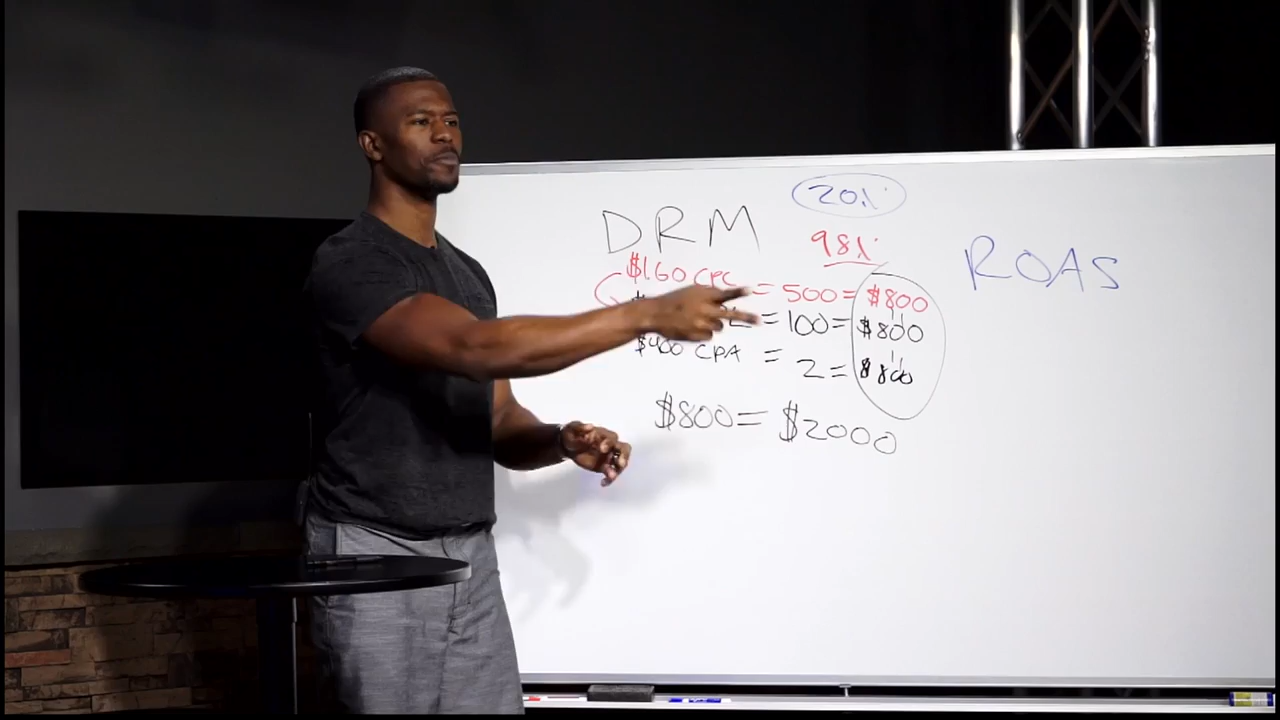 20%
DRM
98%
ROAS
$1.60 CPC = 500 = $800
= 100 = $800
$400 CPA = 2 = $800
$800 = $2000